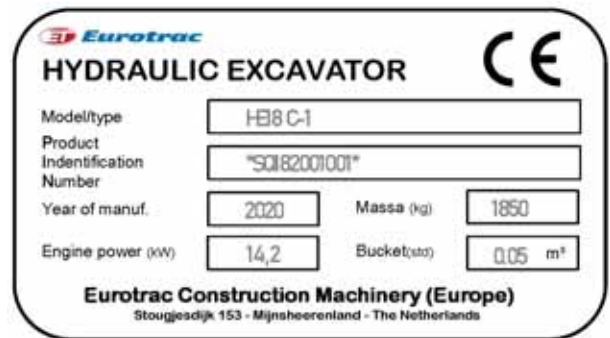 Eurotrac
CE
HYDRAULIC EXCAVATOR
Model/type HE18 C-1
Product Indentification Number
Year of manuf. 2020 Massa (kg) 1850
Engine power (kW) 14,2 Bucket(std) 0.05 m³
Eurotrac Construction Machinery (Europe)
Stougjesdijk 153 - Mijnsheerenland - The Netherlands